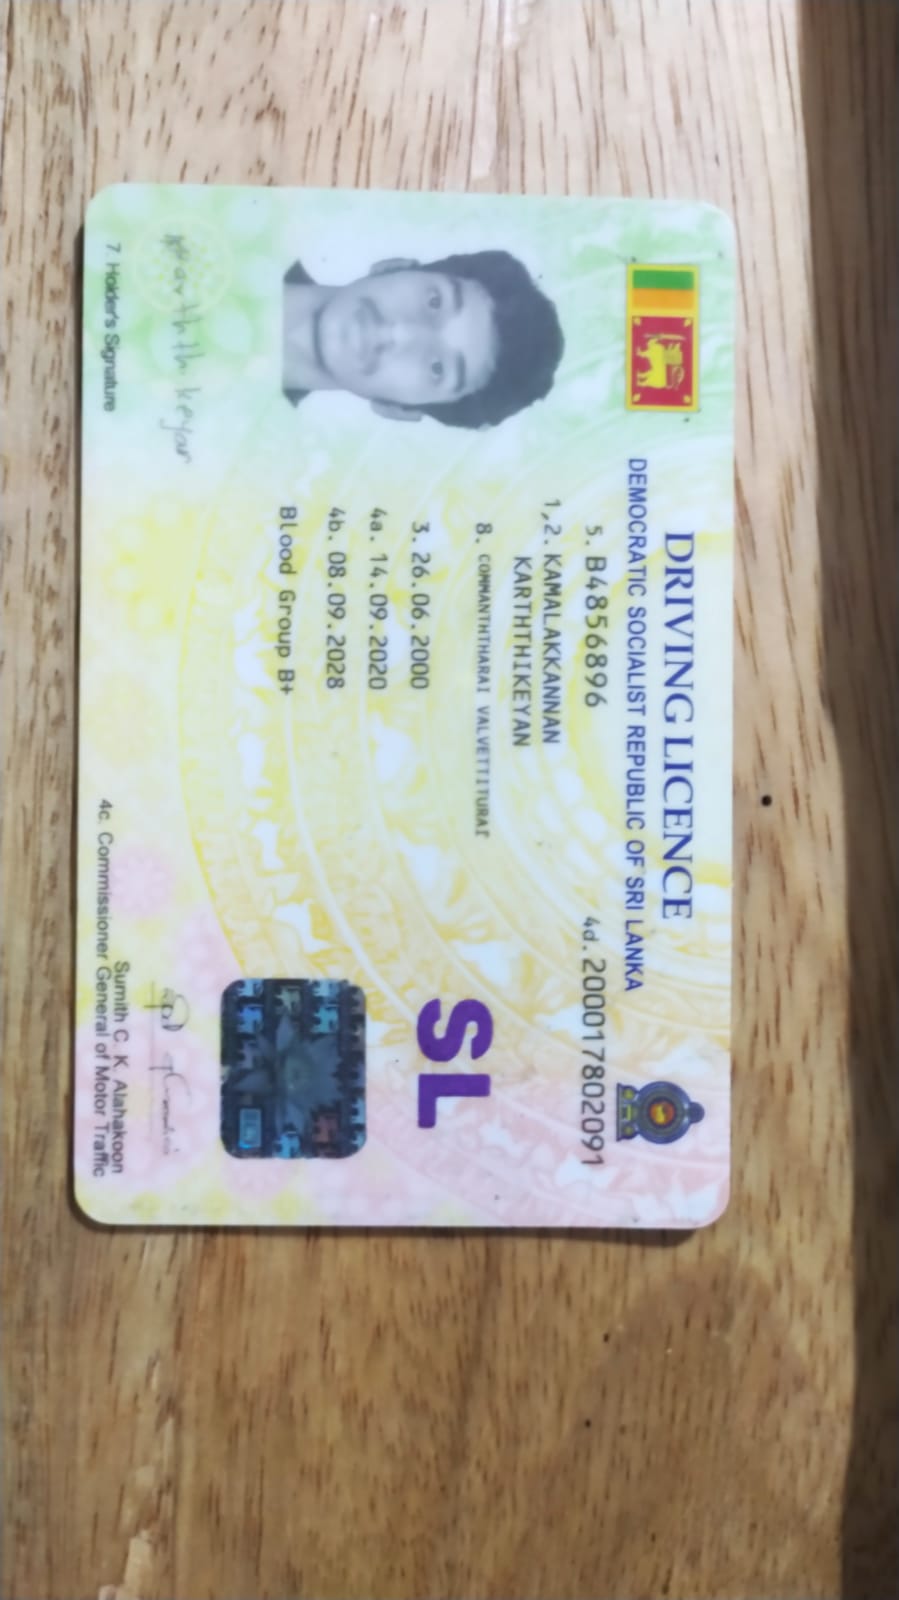 DRIVING LICENCE
DEMOCRATIC SOCIALIST REPUBLIC OF SRI LANKA
5. B4856896 4d. 200017802091
1,2. KAMALAKKANNAN
KARTHTHIKEYAN
8. COMMANTHTHARAI VALVETTITURAI
3. 26.06.2000
4a. 14.09.2020
4b. 08.09.2028
Blood Group B+
SL
Karththikeyan
7. Holder's Signature
Sumith C. K. Alahakoon
4c. Commissioner General of Motor Traffic